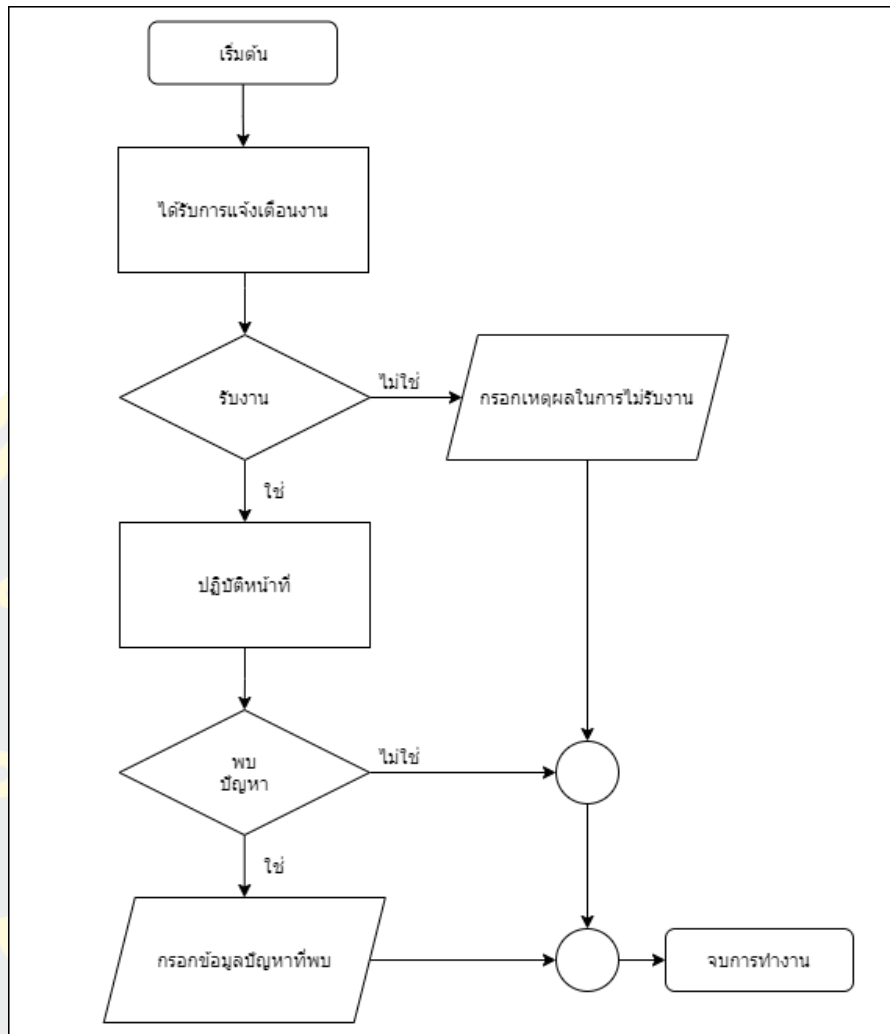 เริ่มต้น
ได้รับการแจ้งเตือนงาน
รับงาน
ไม่ใช่
กรอกเหตุผลในการไม่รับงาน
ใช่
ปฏิบัติหน้าที่
พบ
ปัญหา
ไม่ใช่
ใช่
กรอกข้อมูลปัญหาที่พบ
จบการทำงาน